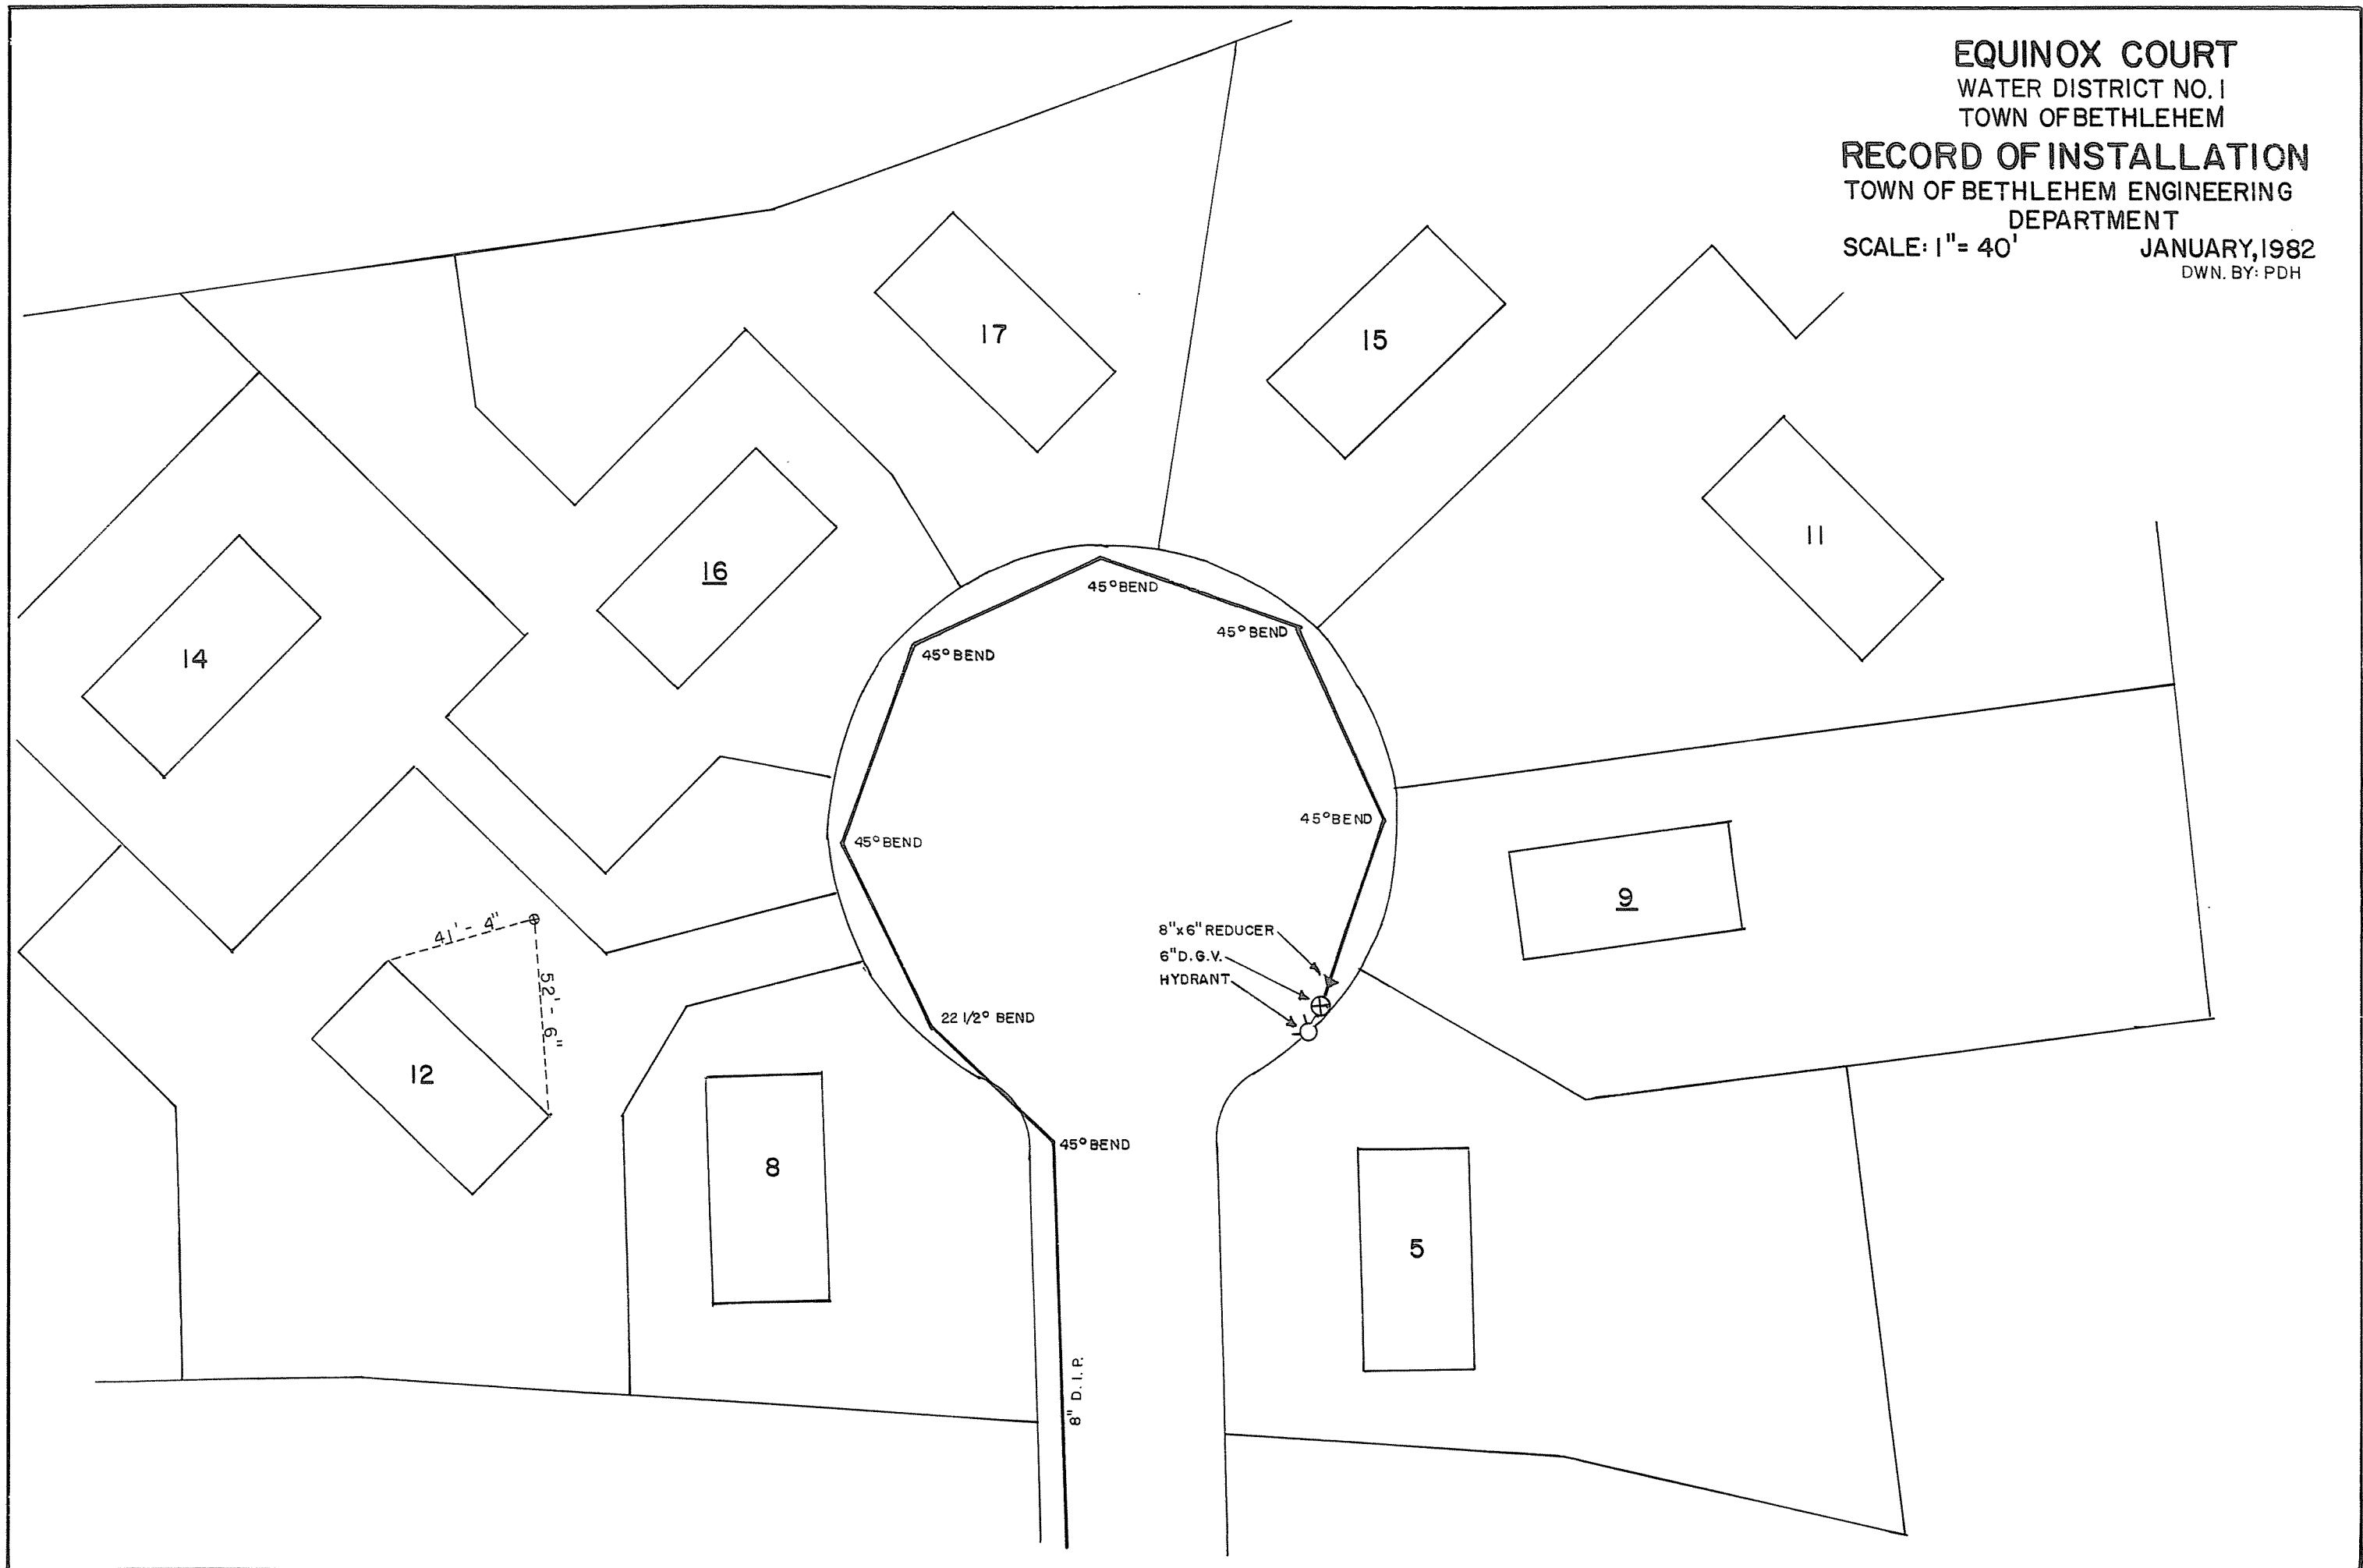 EQUINOX COURT
WATER DISTRICT NO. 1
TOWN OF BETHLEHEM
RECORD OF INSTALLATION
TOWN OF BETHLEHEM ENGINEERING
DEPARTMENT
SCALE: 1"= 40' JANUARY, 1982
DWN. BY: PDH
17
15
11
16
14
45° BEND
45° BEND
45° BEND
45° BEND
45° BEND
9
41' - 4"
52' - 6"
8"x6" REDUCER
6" D.G.V.
HYDRANT
22 1/2° BEND
12
8
45° BEND
5
8" D.I.P.